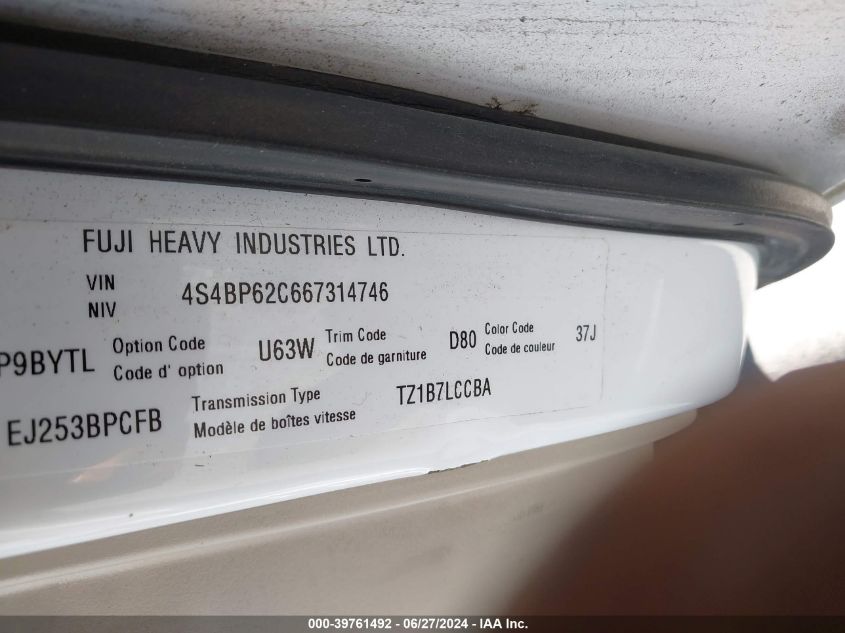 FUJI HEAVY INDUSTRIES LTD.
VIN
NIV
4S4BP62C667314746
P9BYTL
Option Code
Code d' option
U63W
Trim Code
Code de garniture
D80
Color Code
Code de couleur
37J
EJ253BPCFB
Transmission Type
Modèle de boîtes vitesse
TZ1B7LCCBA
000-39761492 - 06/27/2024 - IAA Inc.